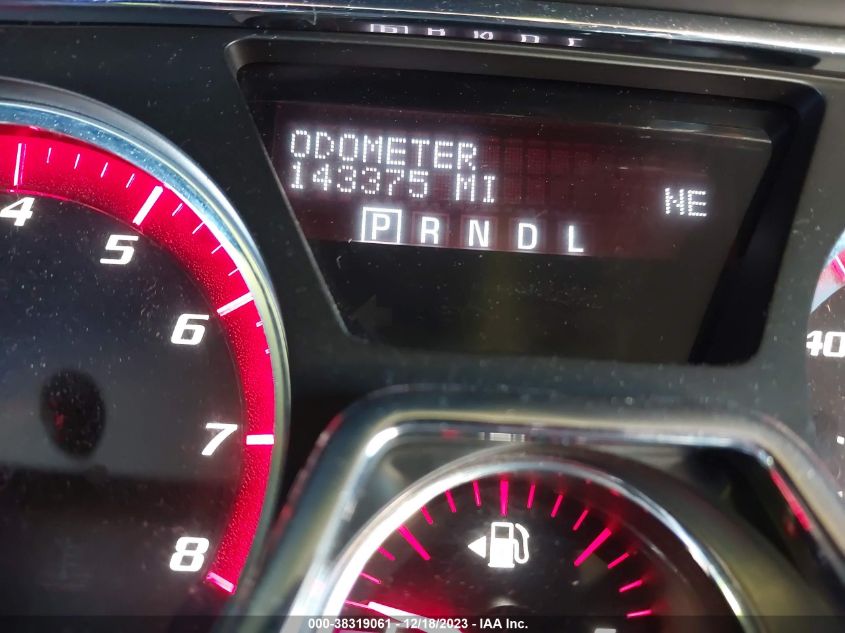 ODOMETER
143375 MI
NE
P R N D L
4
5
6
7
8
40
000-38319061 - 12/18/2023 - IAA Inc.